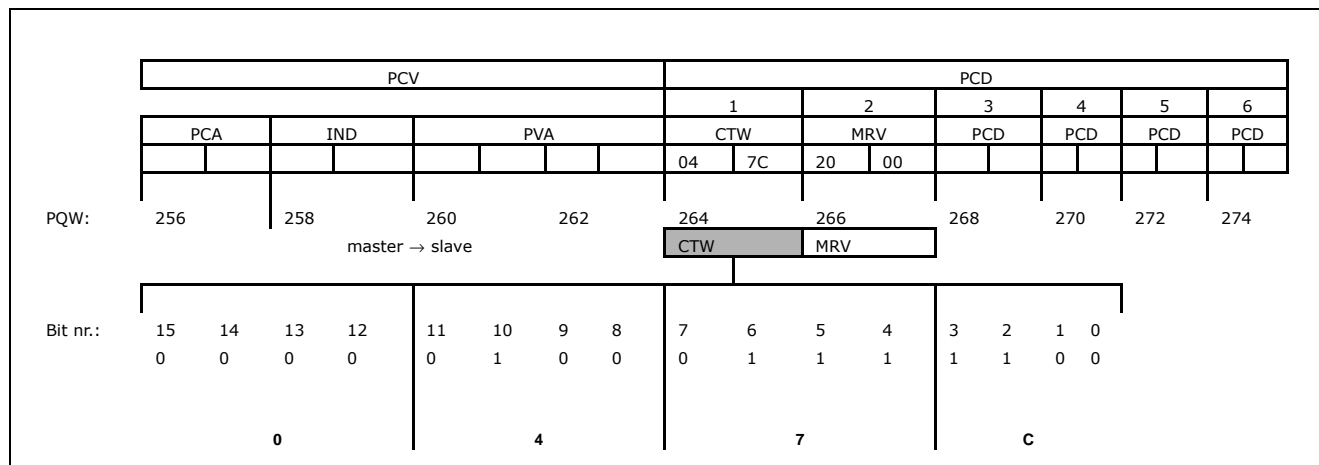 PCV PCD
1 2 3 4 5 6
PCA IND PVA CTW MRV PCD PCD PCD PCD
04 7C 20 00
PQW: 256 258 260 262 264 266 268 270 272 274
master → slave CTW MRV
Bit nr.: 15 14 13 12 11 10 9 8 7 6 5 4 3 2 1 0
0 0 0 0 0 1 0 0 0 1 1 1 1 1 0 0
0 4 7 C